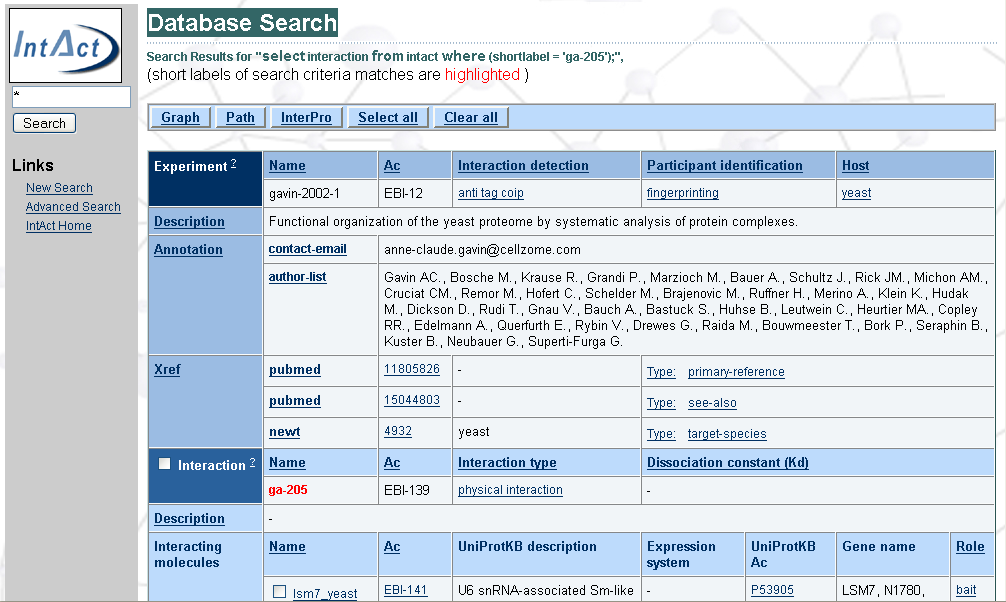 IntAct
*
Search
Links
New Search
Advanced Search
IntAct Home
Database Search
Search Results for "select interaction from intact where (shortlabel = 'ga-205');",
(short labels of search criteria matches are highlighted )
Graph Path InterPro Select all Clear all
Experiment ? Name Ac Interaction detection Participant identification Host
gavin-2002-1 EBI-12 anti tag coip fingerprinting yeast
Description Functional organization of the yeast proteome by systematic analysis of protein complexes.
Annotation contact-email anne-claude.gavin@cellzome.com
author-list Gavin AC., Bosche M., Krause R., Grandi P., Marzioch M., Bauer A., Schultz J., Rick JM., Michon AM.,
Cruciat CM., Remor M., Hofert C., Schelder M., Brajenovic M., Ruffner H., Merino A., Klein K., Hudak
M., Dickson D., Rudi T., Gnau V., Bauch A., Bastuck S., Huhse B., Leutwein C., Heurtier MA., Copley
RR., Edelmann A., Querfurth E., Rybin V., Drewes G., Raida M., Bouwmeester T., Bork P., Seraphin B.,
Kuster B., Neubauer G., Superti-Furga G.
Xref pubmed 11805826 - Type: primary-reference
pubmed 15044803 - Type: see-also
newt 4932 yeast Type: target-species
Interaction ? Name Ac Interaction type Dissociation constant (Kd)
ga-205 EBI-139 physical interaction -
Description -
Interacting Name Ac UniProtKB description Expression UniProtKB Gene name Role
molecules system Ac
lsm7_yeast EBI-141 U6 snRNA-associated Sm-like - P53905 LSM7, N1780, bait